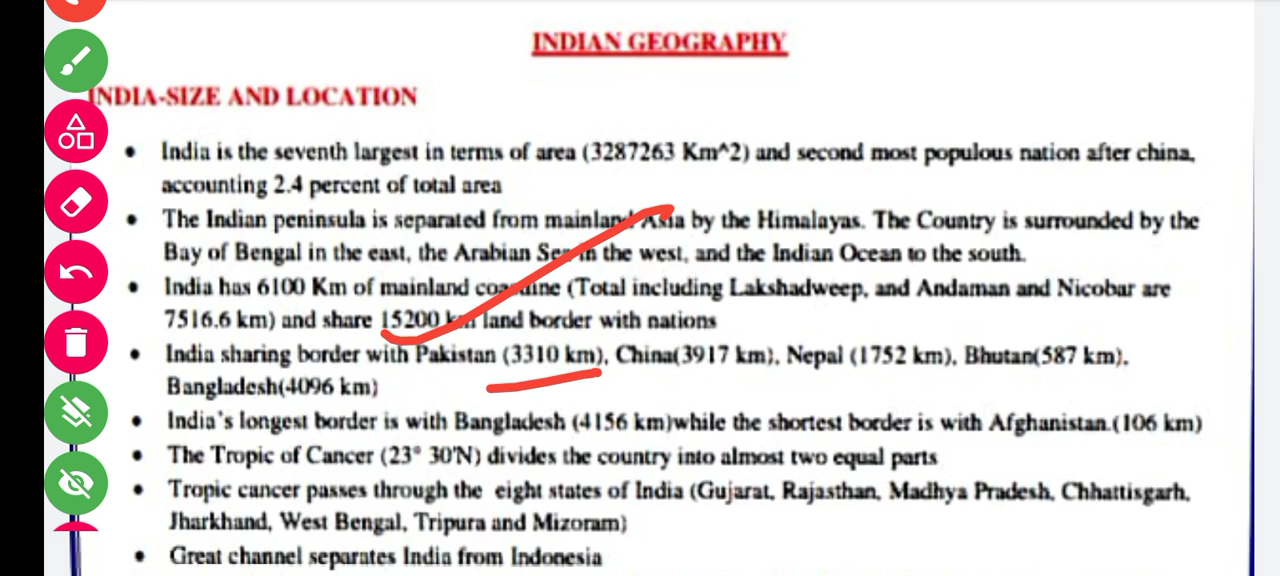 INDIAN GEOGRAPHY
INDIA-SIZE AND LOCATION
• India is the seventh largest in terms of area (3287263 Km^2) and second most populous nation after china,
accounting 2.4 percent of total area
• The Indian peninsula is separated from mainland Asia by the Himalayas. The Country is surrounded by the
Bay of Bengal in the east, the Arabian Sea in the west, and the Indian Ocean to the south.
• India has 6100 Km of mainland coastline (Total including Lakshadweep, and Andaman and Nicobar are
7516.6 km) and share 15200 km land border with nations
• India sharing border with Pakistan (3310 km), China(3917 km), Nepal (1752 km), Bhutan(587 km),
Bangladesh(4096 km)
• India's longest border is with Bangladesh (4156 km)while the shortest border is with Afghanistan.(106 km)
• The Tropic of Cancer (23° 30'N) divides the country into almost two equal parts
• Tropic cancer passes through the eight states of India (Gujarat, Rajasthan, Madhya Pradesh, Chhattisgarh,
Jharkhand, West Bengal, Tripura and Mizoram)
• Great channel separates India from Indonesia